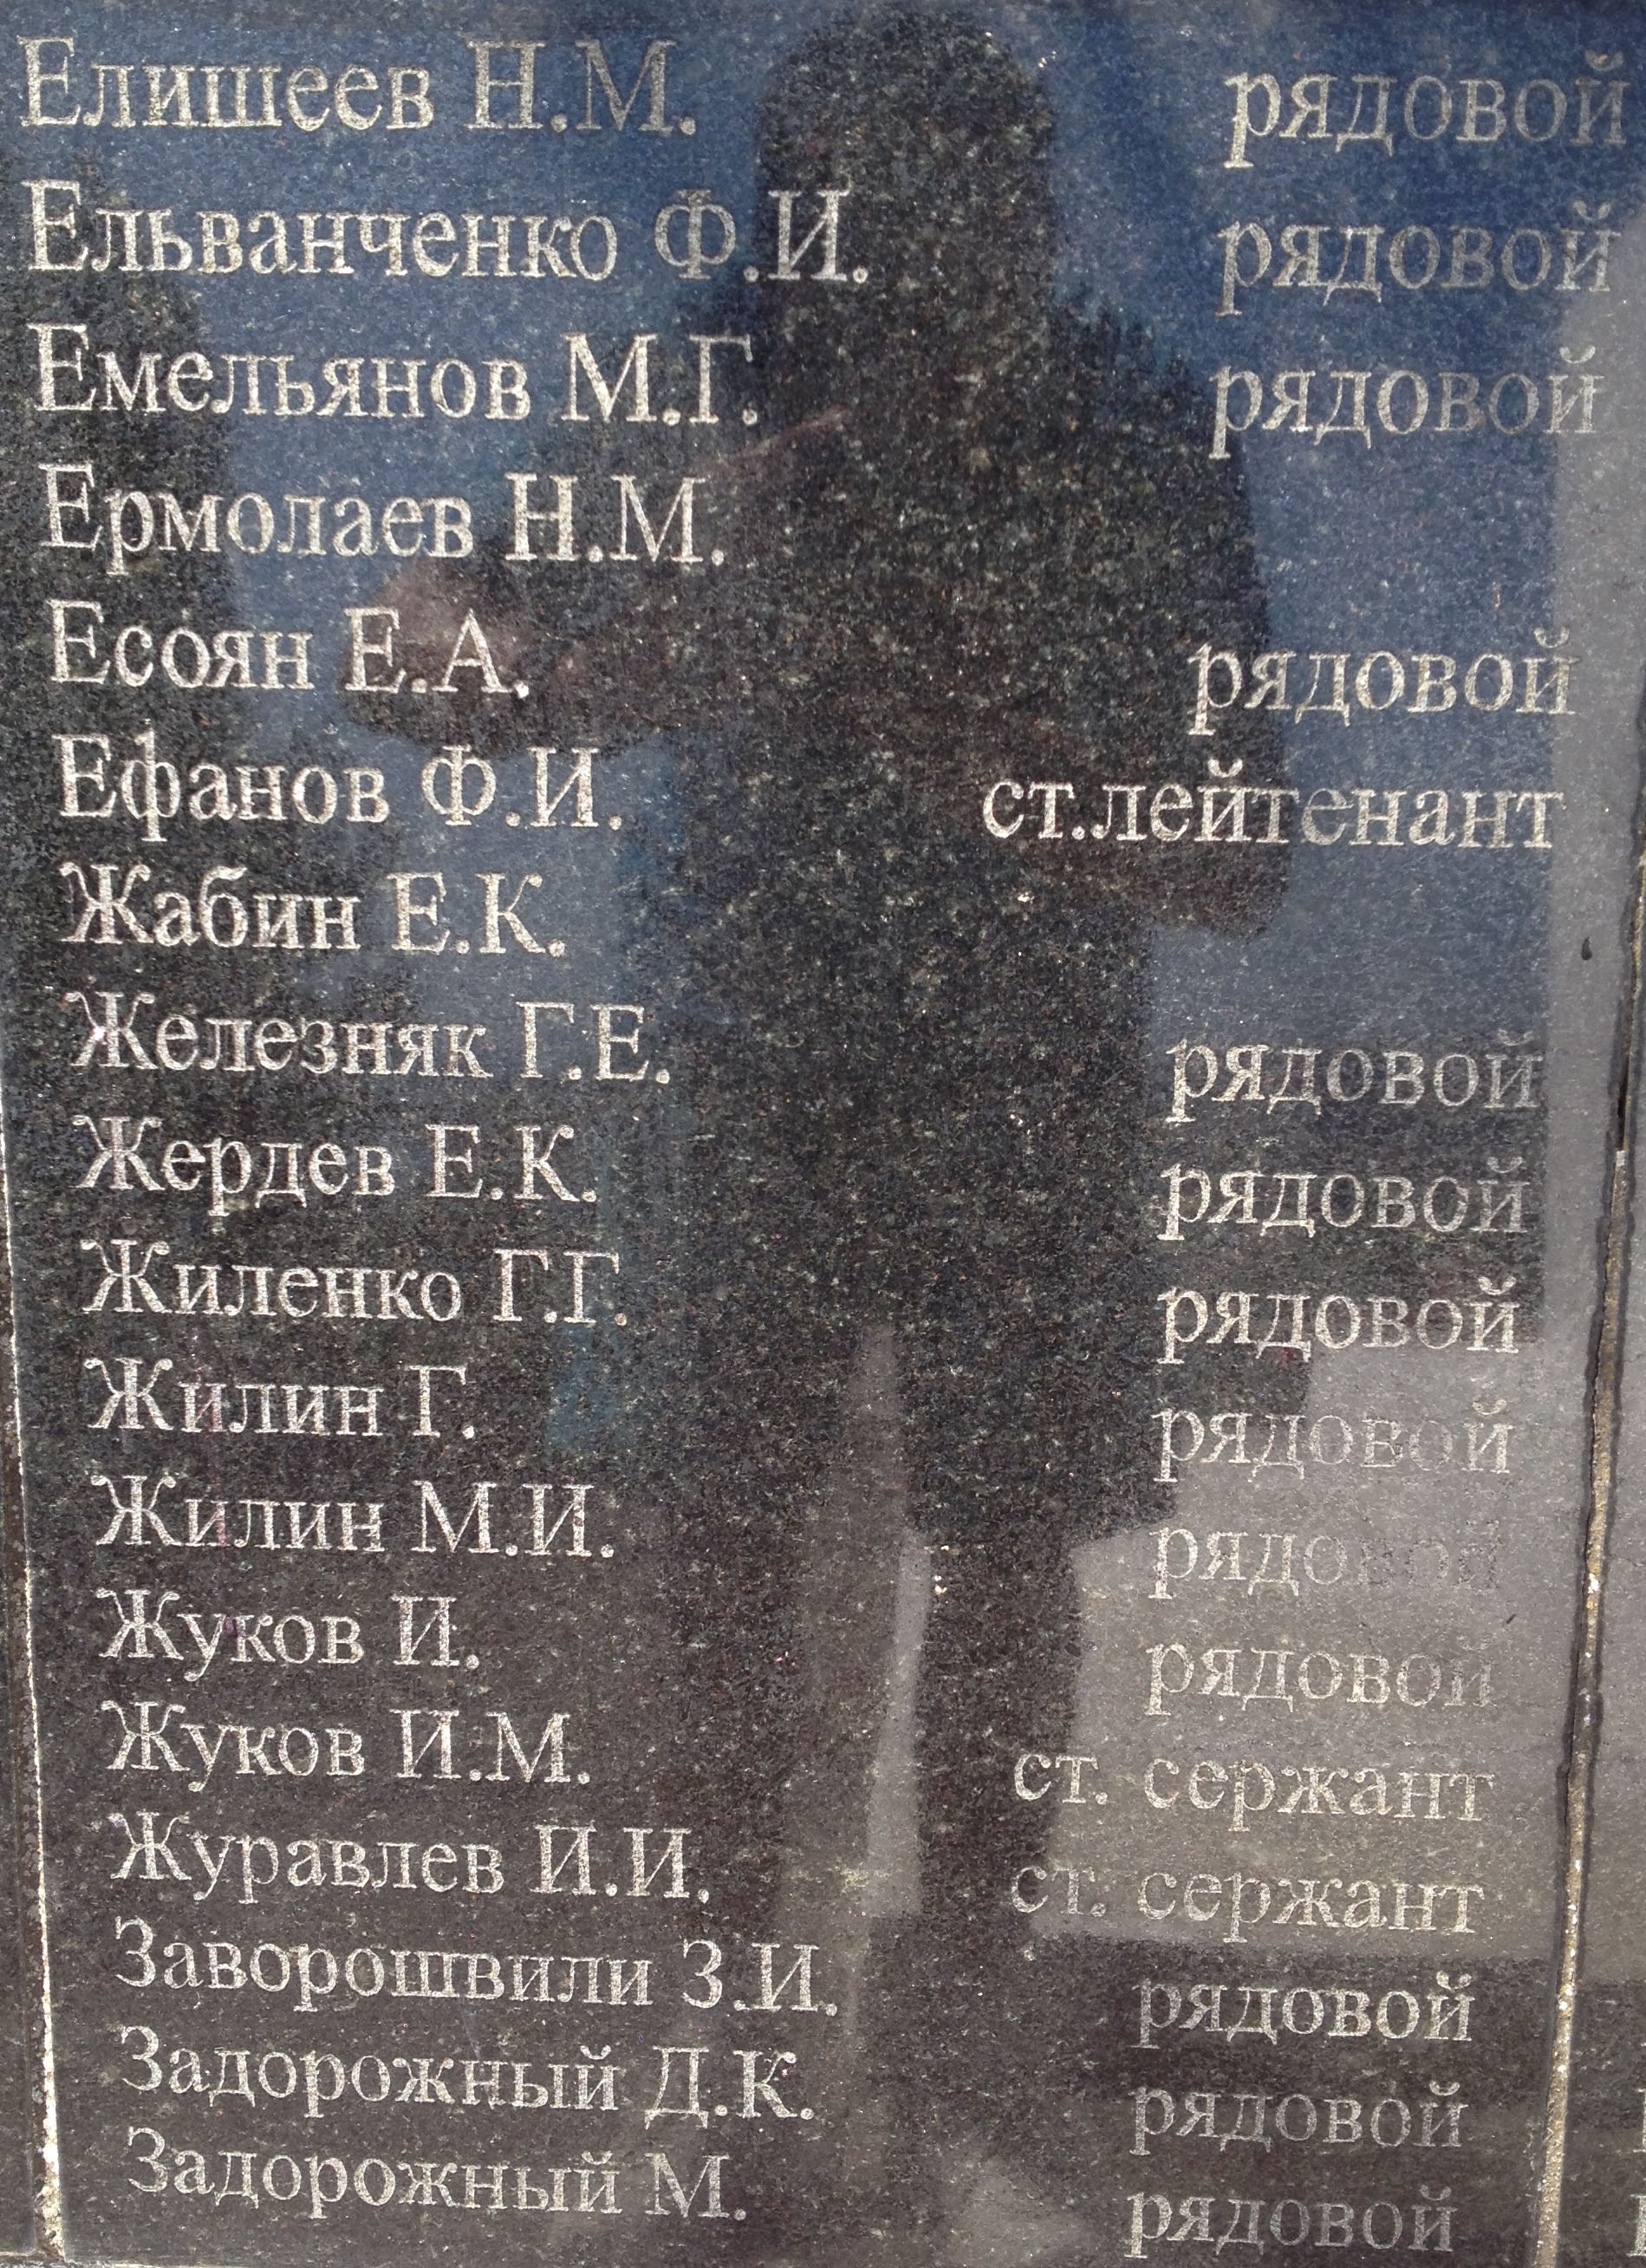 Елишеев Н.М. рядовой
Ельванченко Ф.И. рядовой
Емельянов М.Г. рядовой
Ермолаев Н.М.
Есоян Е.А. рядовой
Ефанов Ф.И. ст.лейтенант
Жабин Е.К.
Железняк Г.Е. рядовой
Жердев Е.К. рядовой
Жиленко Г.Г. рядовой
Жилин Г. рядовой
Жилин М.И. рядовой
Жуков И. рядовой
Жуков И.М. ст. сержант
Журавлев И.И. ст. сержант
Заворошвили З.И. рядовой
Задорожный Д.К. рядовой
Задорожный М. рядовой